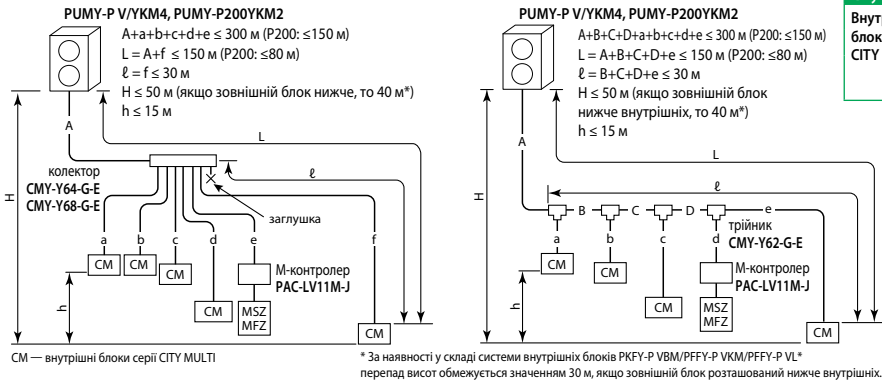 PUMY-P V/YKM4, PUMY-P200YKM2
A+a+b+c+d+e ≤ 300 м (P200: ≤150 м)
L = A+f ≤ 150 м (P200: ≤80 м)
ℓ = f ≤ 30 м
H ≤ 50 м (якщо зовнішній блок нижче, то 40 м*)
h ≤ 15 м
A
L
H
колектор
CMY-Y64-G-E
CMY-Y68-G-E
ℓ
заглушка
a
b
c
d
e
f
CM
CM
CM
М-контролер
PAC-LV11M-J
h
CM
MSZ
MFZ
CM
CM — внутрішні блоки серії CITY MULTI
PUMY-P V/YKM4, PUMY-P200YKM2
A+B+C+D+a+b+c+d+e ≤ 300 м (P200: ≤150 м)
L = A+B+C+D+e ≤ 150 м (P200: ≤80 м)
ℓ = B+C+D+e ≤ 30 м
H ≤ 50 м (якщо зовнішній блок
нижче внутрішніх, то 40 м*)
h ≤ 15 м
A
L
H
ℓ
B
C
D
e
трійник
CMY-Y62-G-E
a
b
c
d
CM
CM
М-контролер
PAC-LV11M-J
h
CM
MSZ
MFZ
CM
* За наявності у складі системи внутрішніх блоків PKFY-P VBM/PFFY-P VKM/PFFY-P VL*
перепад висот обмежується значенням 30 м, якщо зовнішній блок розташований нижче внутрішніх.
Внутр
блок
CITY